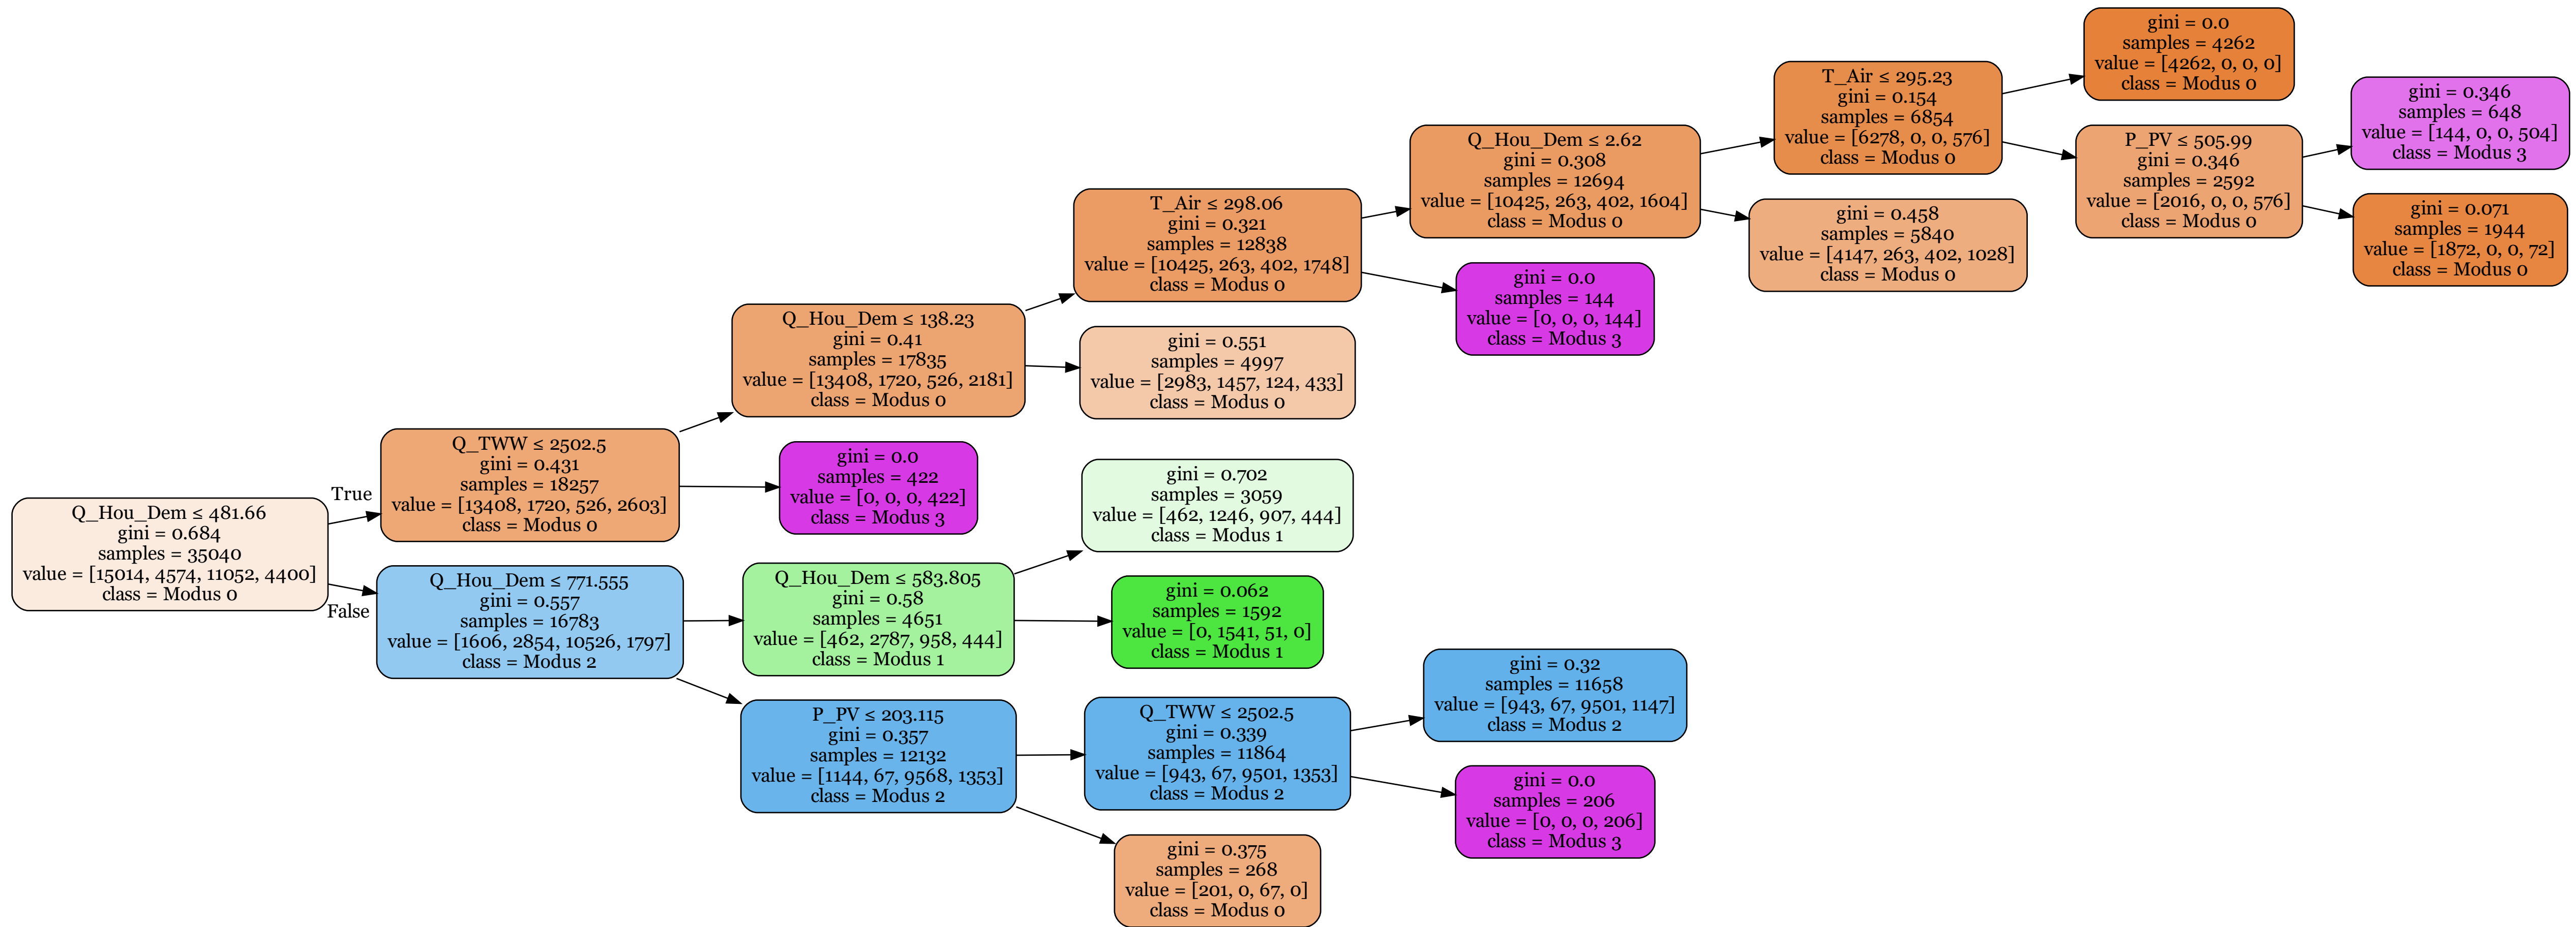 Q_Hou_Dem ≤ 481.66
gini = 0.684
samples = 35040
value = [15014, 4574, 11052, 4400]
class = Modus 0
True
False
Q_TWW ≤ 2502.5
gini = 0.431
samples = 18257
value = [13408, 1720, 526, 2603]
class = Modus 0
Q_Hou_Dem ≤ 771.555
gini = 0.557
samples = 16783
value = [1606, 2854, 10526, 1797]
class = Modus 2
Q_Hou_Dem ≤ 138.23
gini = 0.41
samples = 17835
value = [13408, 1720, 526, 2181]
class = Modus 0
gini = 0.0
samples = 422
value = [0, 0, 0, 422]
class = Modus 3
Q_Hou_Dem ≤ 583.805
gini = 0.58
samples = 4651
value = [462, 2787, 958, 444]
class = Modus 1
P_PV ≤ 203.115
gini = 0.357
samples = 12132
value = [1144, 67, 9568, 1353]
class = Modus 2
T_Air ≤ 298.06
gini = 0.321
samples = 12838
value = [10425, 263, 402, 1748]
class = Modus 0
gini = 0.551
samples = 4997
value = [2983, 1457, 124, 433]
class = Modus 0
gini = 0.702
samples = 3059
value = [462, 1246, 907, 444]
class = Modus 1
gini = 0.062
samples = 1592
value = [0, 1541, 51, 0]
class = Modus 1
Q_TWW ≤ 2502.5
gini = 0.339
samples = 11864
value = [943, 67, 9501, 1353]
class = Modus 2
gini = 0.375
samples = 268
value = [201, 0, 67, 0]
class = Modus 0
Q_Hou_Dem ≤ 2.62
gini = 0.308
samples = 12694
value = [10425, 263, 402, 1604]
class = Modus 0
gini = 0.0
samples = 144
value = [0, 0, 0, 144]
class = Modus 3
gini = 0.32
samples = 11658
value = [943, 67, 9501, 1147]
class = Modus 2
gini = 0.0
samples = 206
value = [0, 0, 0, 206]
class = Modus 3
T_Air ≤ 295.23
gini = 0.154
samples = 6854
value = [6278, 0, 0, 576]
class = Modus 0
gini = 0.458
samples = 5840
value = [4147, 263, 402, 1028]
class = Modus 0
gini = 0.0
samples = 4262
value = [4262, 0, 0, 0]
class = Modus 0
P_PV ≤ 505.99
gini = 0.346
samples = 2592
value = [2016, 0, 0, 576]
class = Modus 0
gini = 0.346
samples = 648
value = [144, 0, 0, 504]
class = Modus 3
gini = 0.071
samples = 1944
value = [1872, 0, 0, 72]
class = Modus 0